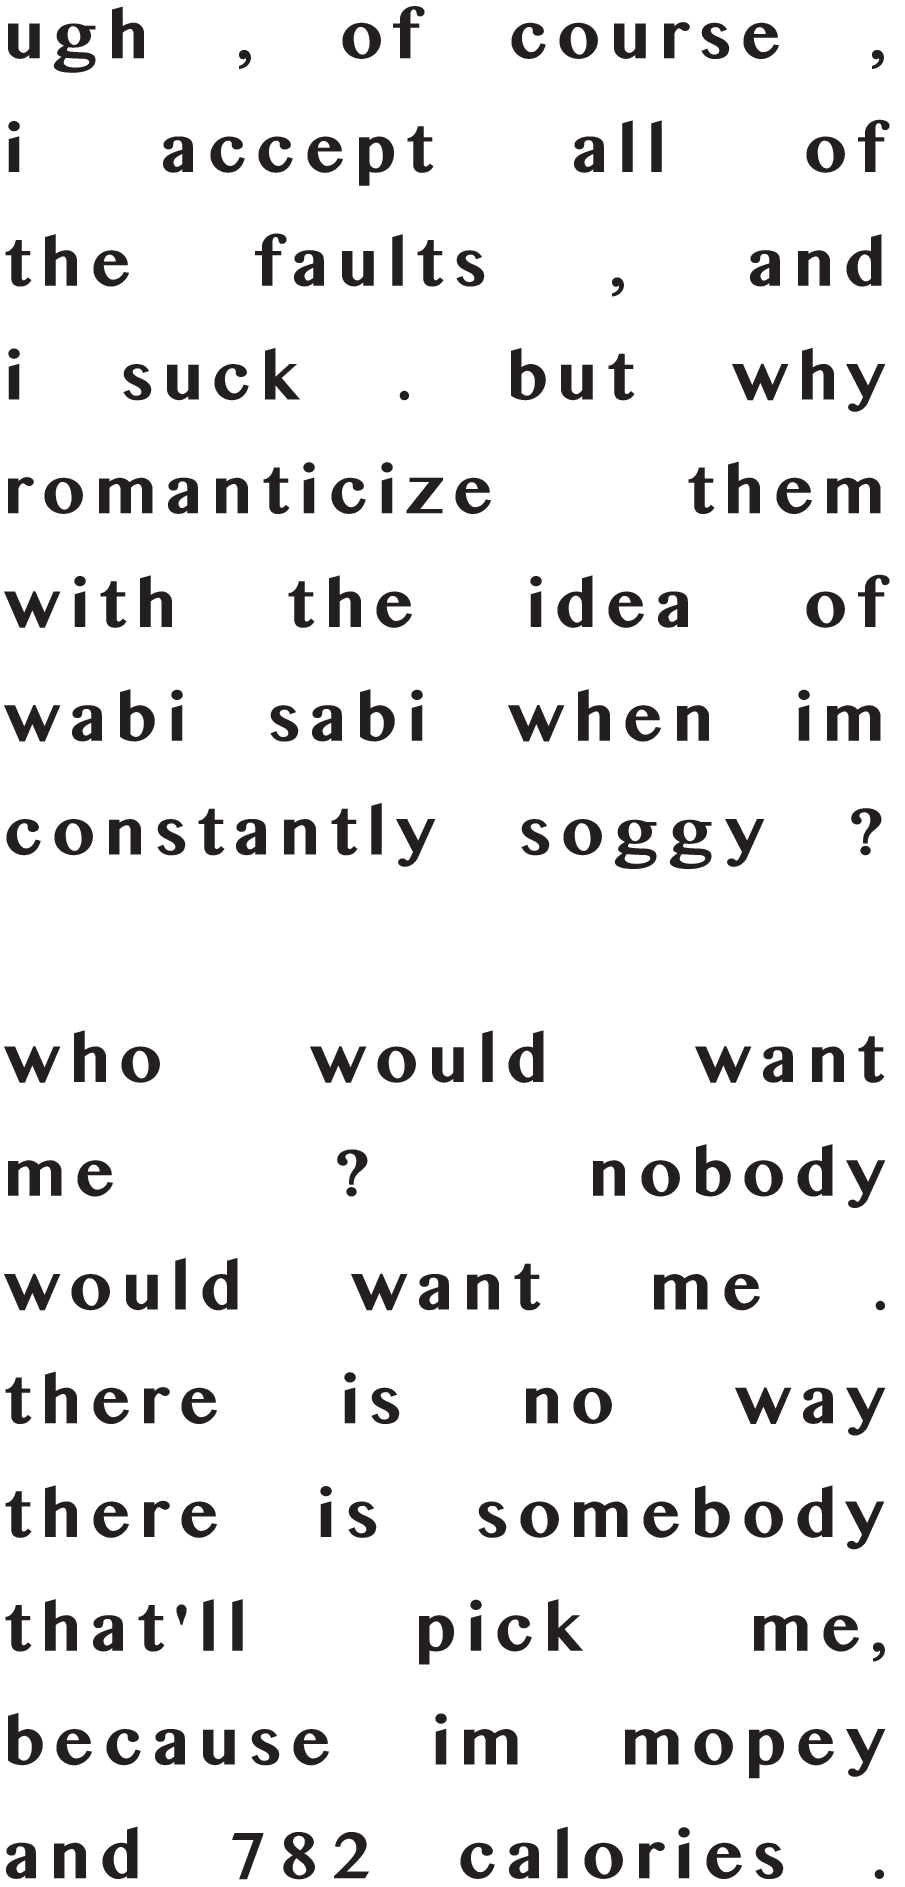 ugh , of course ,
i accept all of
the faults , and
i suck . but why
romanticize them
with the idea of
wabi sabi when im
constantly soggy ?
who would want
me ? nobody
would want me .
there is no way
there is somebody
that'll pick me,
because im mopey
and 782 calories .